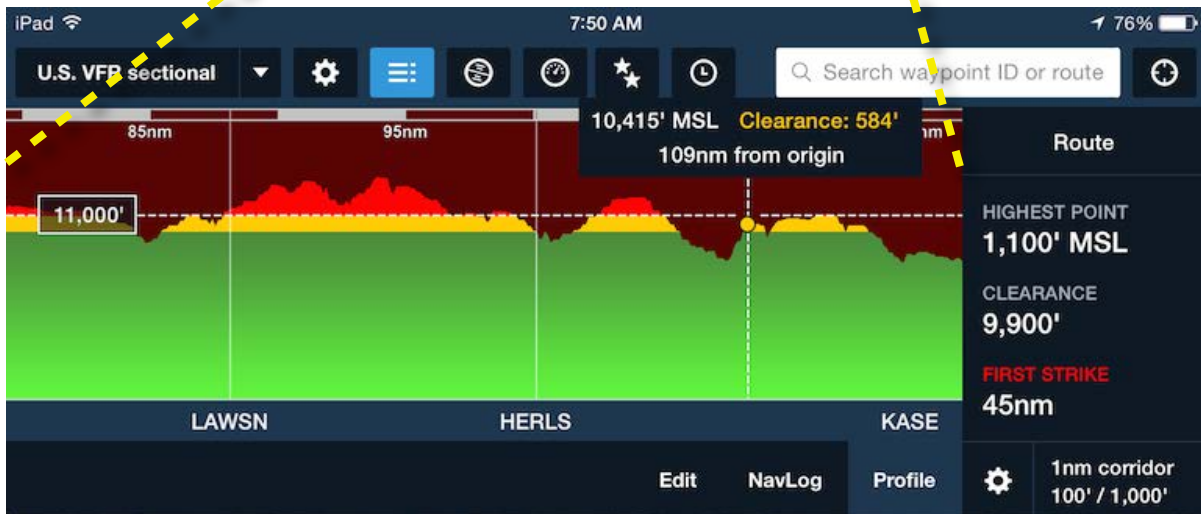 iPad 7:50 AM 76%
U.S. VFR sectional
Search waypoint ID or route
10,415' MSL Clearance: 584'
109nm from origin
85nm 95nm nm
11,000'
Route
HIGHEST POINT
1,100' MSL
CLEARANCE
9,900'
FIRST STRIKE
45nm
LAWSN HERLS KASE
Edit NavLog Profile
1nm corridor
100' / 1,000'